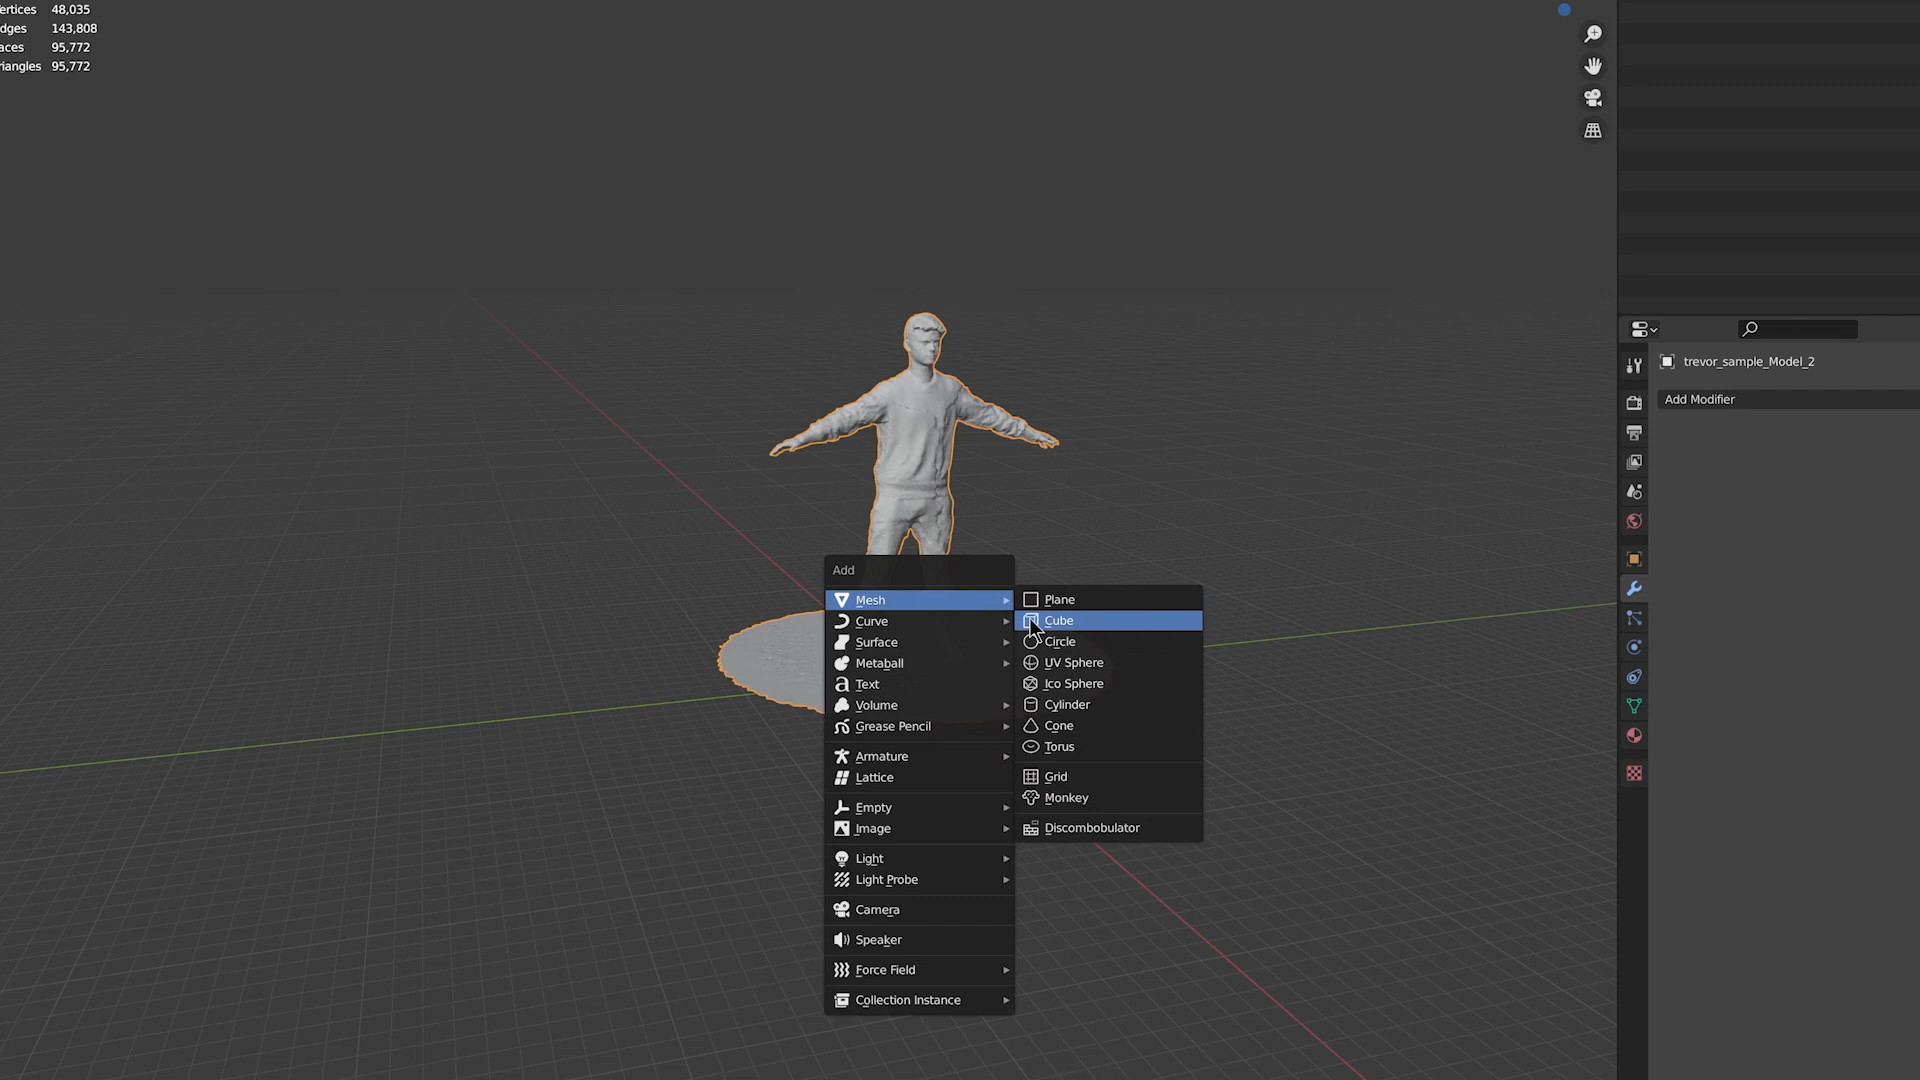 ertices 48,035
dges 143,808
aces 95,772
riangles 95,772
trevor_sample_Model_2
Add Modifier
Add
Mesh
Curve
Surface
Metaball
Text
Volume
Grease Pencil
Armature
Lattice
Empty
Image
Light
Light Probe
Camera
Speaker
Force Field
Collection Instance
Plane
Cube
Circle
UV Sphere
Ico Sphere
Cylinder
Cone
Torus
Grid
Monkey
Discombobulator